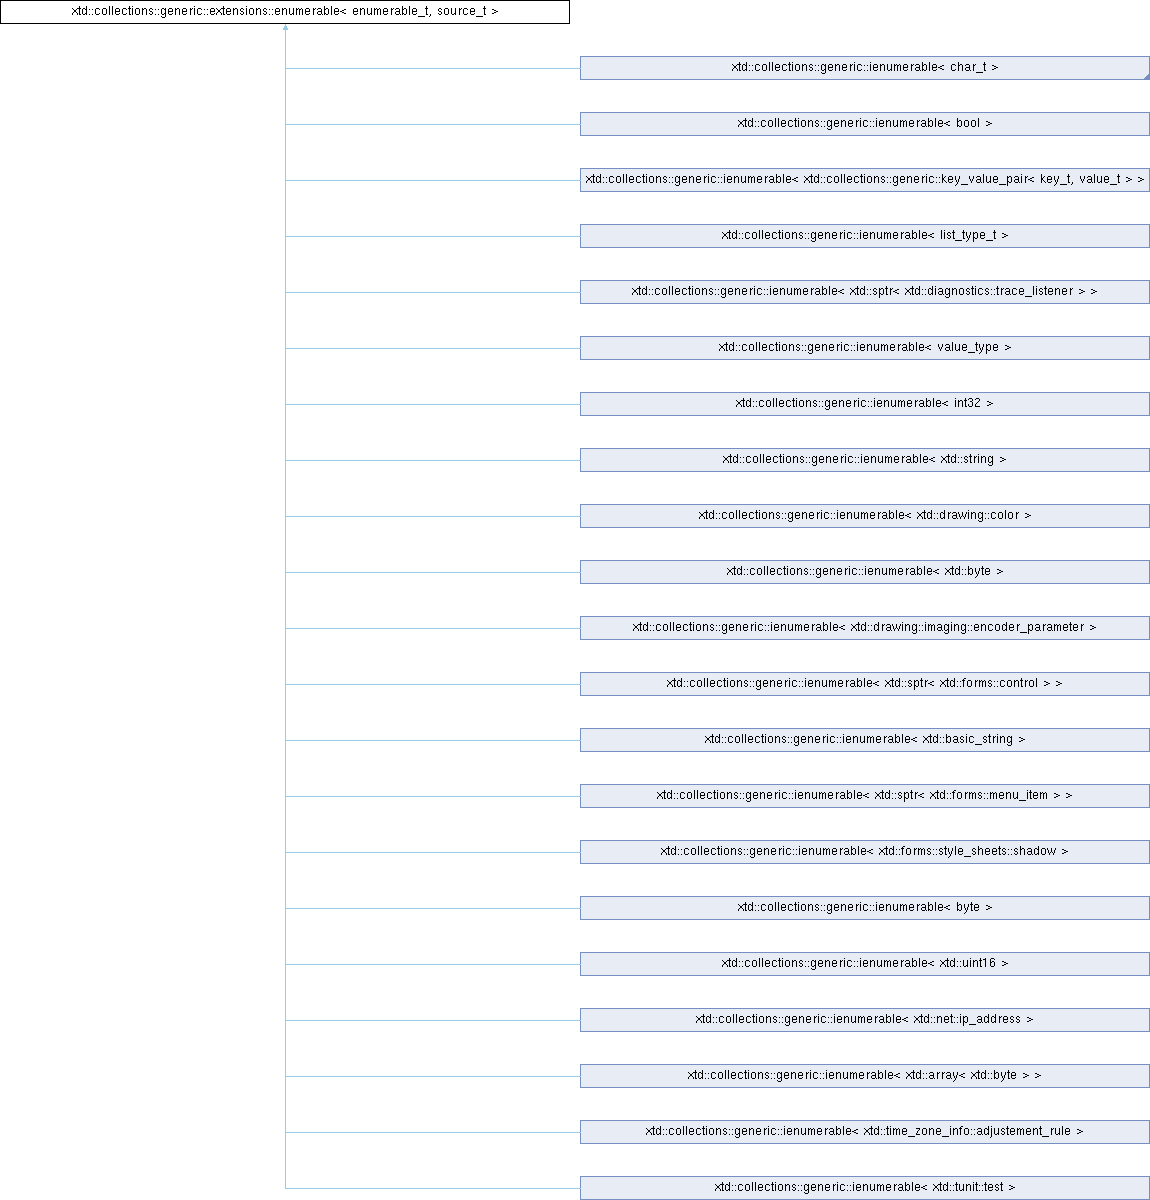 xtd::collections::generic::extensions::enumerable< enumerable_t, source_t >
xtd::collections::generic::ienumerable< char_t >
xtd::collections::generic::ienumerable< bool >
xtd::collections::generic::ienumerable< xtd::collections::generic::key_value_pair< key_t, value_t > >
xtd::collections::generic::ienumerable< list_type_t >
xtd::collections::generic::ienumerable< xtd::sptr< xtd::diagnostics::trace_listener > >
xtd::collections::generic::ienumerable< value_type >
xtd::collections::generic::ienumerable< int32 >
xtd::collections::generic::ienumerable< xtd::string >
xtd::collections::generic::ienumerable< xtd::drawing::color >
xtd::collections::generic::ienumerable< xtd::byte >
xtd::collections::generic::ienumerable< xtd::drawing::imaging::encoder_parameter >
xtd::collections::generic::ienumerable< xtd::sptr< xtd::forms::control > >
xtd::collections::generic::ienumerable< xtd::basic_string >
xtd::collections::generic::ienumerable< xtd::sptr< xtd::forms::menu_item > >
xtd::collections::generic::ienumerable< xtd::forms::style_sheets::shadow >
xtd::collections::generic::ienumerable< byte >
xtd::collections::generic::ienumerable< xtd::uint16 >
xtd::collections::generic::ienumerable< xtd::net::ip_address >
xtd::collections::generic::ienumerable< xtd::array< xtd::byte > >
xtd::collections::generic::ienumerable< xtd::time_zone_info::adjustement_rule >
xtd::collections::generic::ienumerable< xtd::tunit::test >